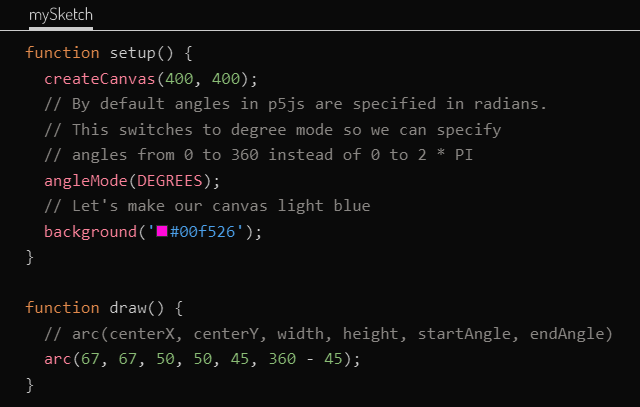 mySketch
function setup() {
createCanvas(400, 400);
// By default angles in p5js are specified in radians.
// This switches to degree mode so we can specify
// angles from 0 to 360 instead of 0 to 2 * PI
angleMode(DEGREES);
// Let's make our canvas light blue
background('#00f526');
}
function draw() {
// arc(centerX, centerY, width, height, startAngle, endAngle)
arc(67, 67, 50, 50, 45, 360 - 45);
}